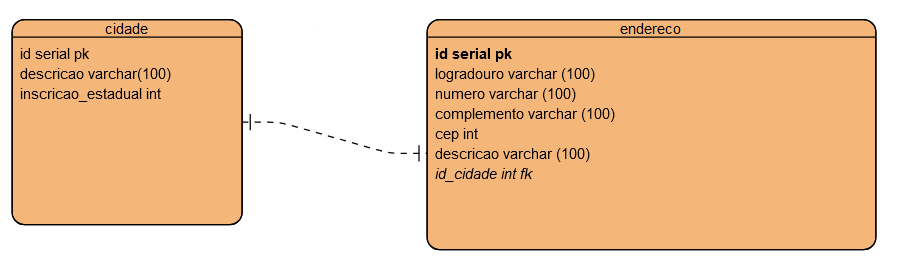 cidade
id serial pk
descricao varchar(100)
inscricao_estadual int
endereco
id serial pk
logradouro varchar (100)
numero varchar (100)
complemento varchar (100)
cep int
descricao varchar (100)
id_cidade int fk